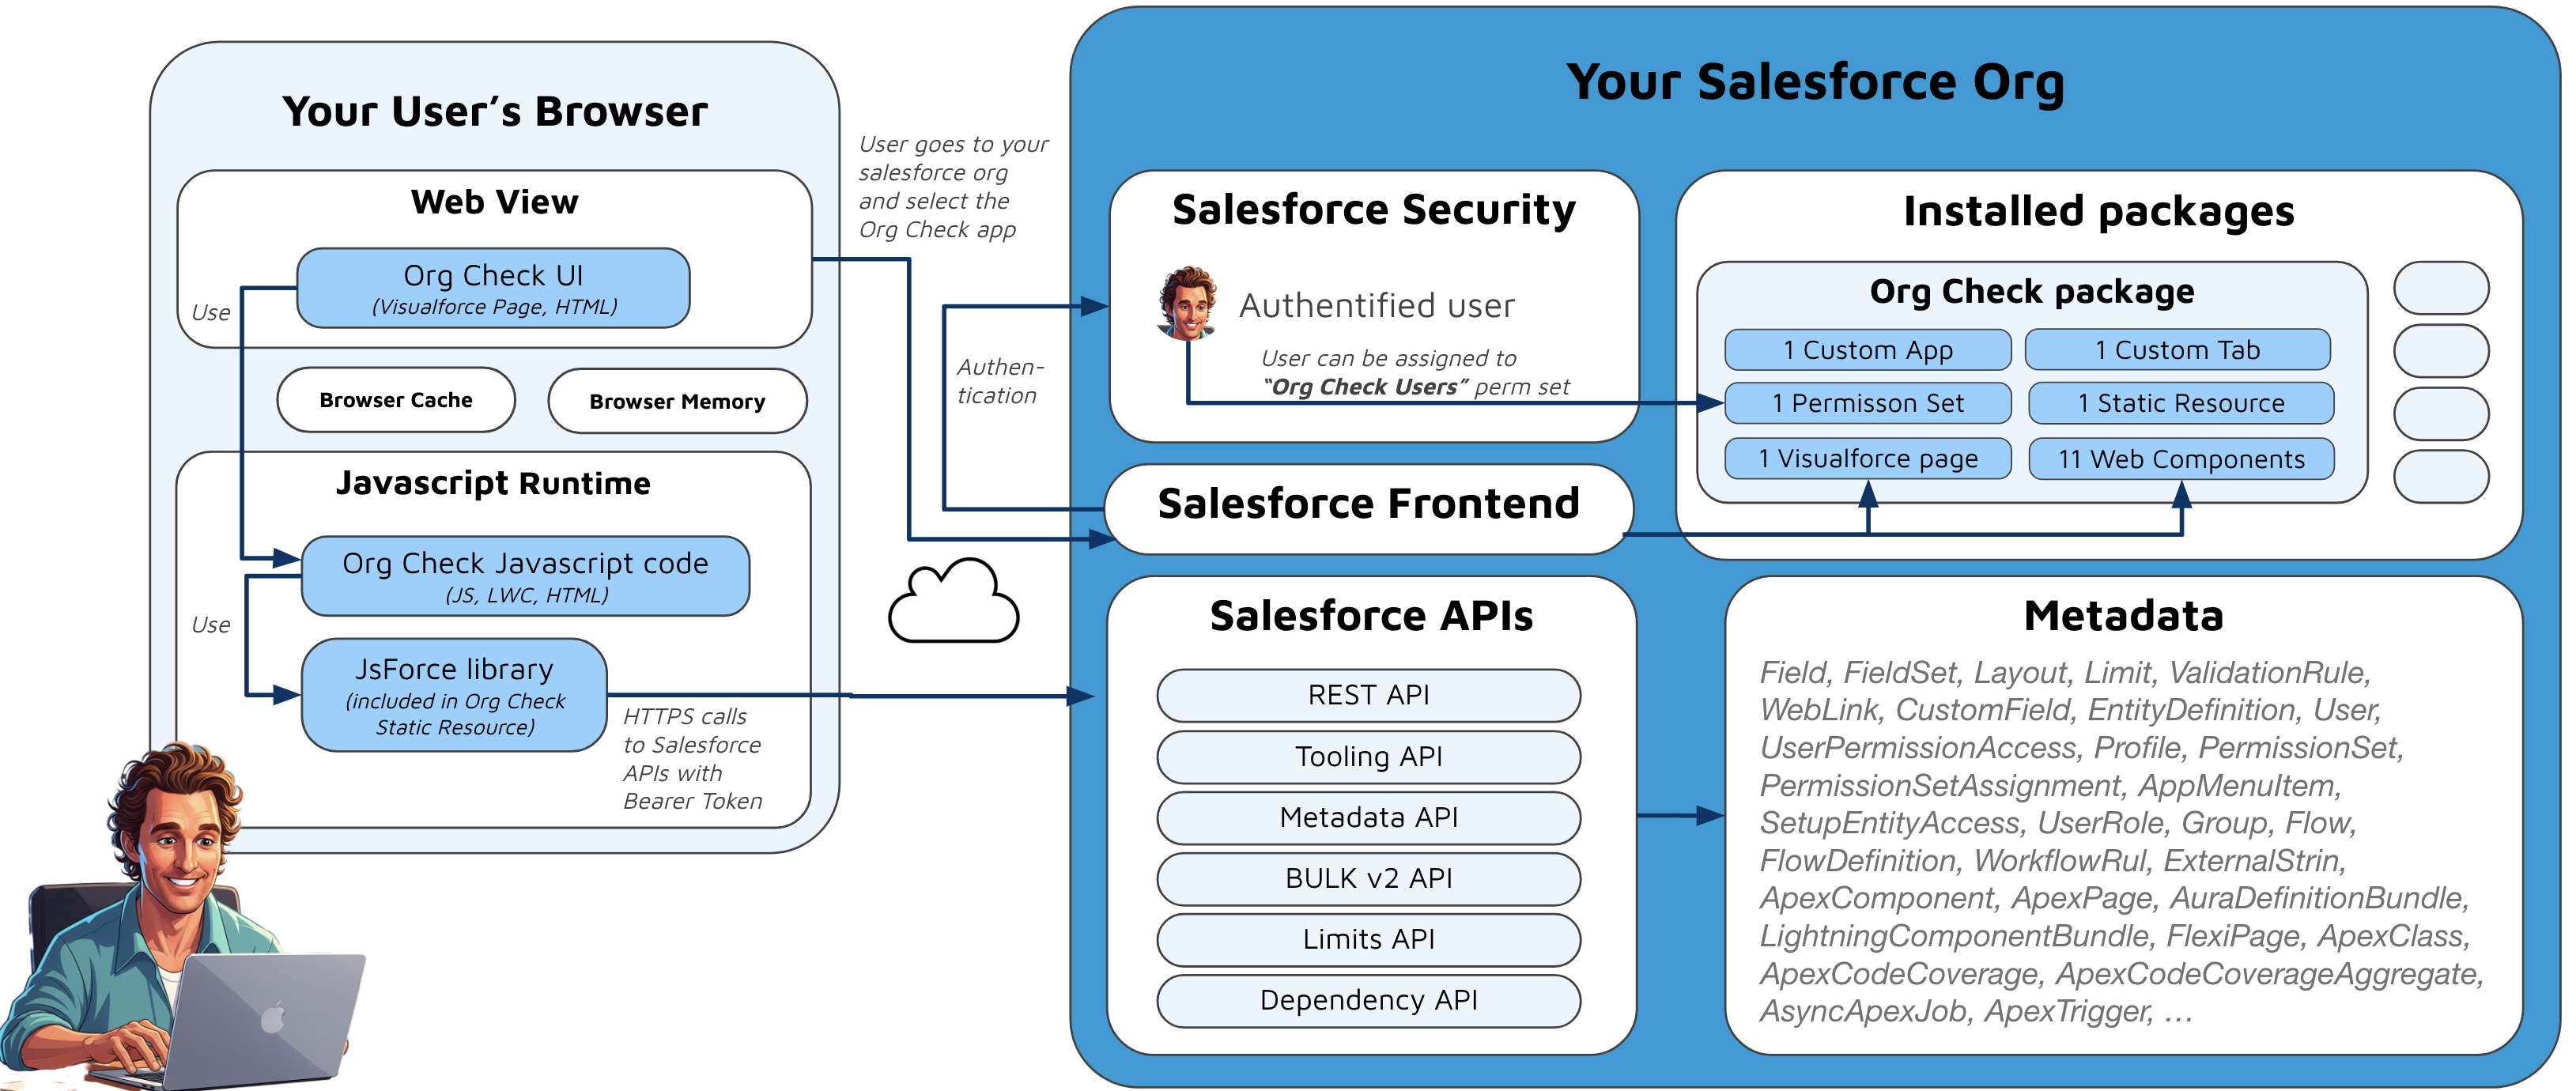 Your User’s Browser
Web View
Org Check UI
(Visualforce Page, HTML)
Use
Browser Cache
Browser Memory
Javascript Runtime
Org Check Javascript code
(JS, LWC, HTML)
Use
JsForce library
(included in Org Check
Static Resource)
HTTPS calls
to Salesforce
APIs with
Bearer Token
User goes to your
salesforce org
and select the
Org Check app
Authen-
tication
Your Salesforce Org
Salesforce Security
Authentified user
User can be assigned to
“Org Check Users” perm set
Salesforce Frontend
Installed packages
Org Check package
1 Custom App
1 Custom Tab
1 Permisson Set
1 Static Resource
1 Visualforce page
11 Web Components
Salesforce APIs
REST API
Tooling API
Metadata API
BULK v2 API
Limits API
Dependency API
Metadata
Field, FieldSet, Layout, Limit, ValidationRule,
WebLink, CustomField, EntityDefinition, User,
UserPermissionAccess, Profile, PermissionSet,
PermissionSetAssignment, AppMenuItem,
SetupEntityAccess, UserRole, Group, Flow,
FlowDefinition, WorkflowRul, ExternalStrin,
ApexComponent, ApexPage, AuraDefinitionBundle,
LightningComponentBundle, FlexiPage, ApexClass,
ApexCodeCoverage, ApexCodeCoverageAggregate,
AsyncApexJob, ApexTrigger, …